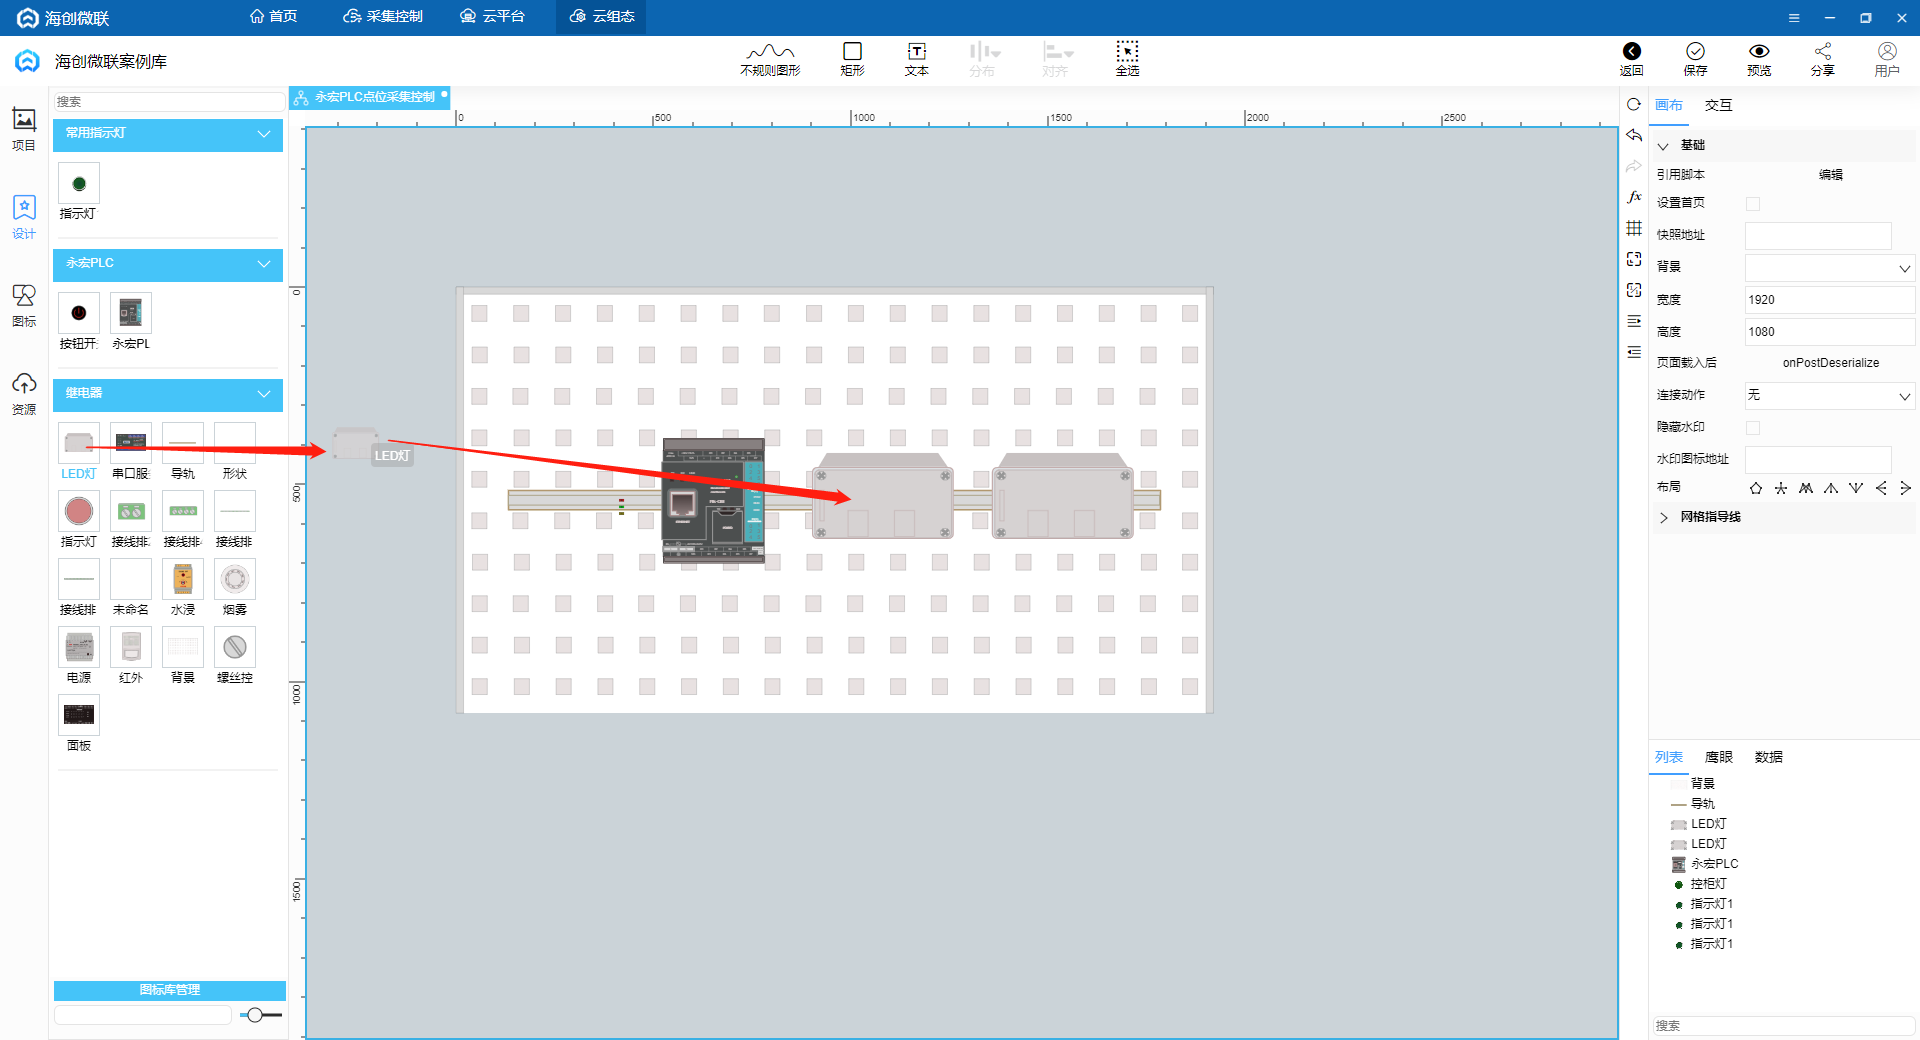 海创微联
首页
采集控制
云平台
云组态
海创微联案例库
不规则图形
矩形
文本
分布
对齐
全选
返回
保存
预览
分享
用户
项目
设计
图标
资源
搜索
常用指示灯
指示灯
永宏PLC
按钮开
永宏PL
继电器
LED灯
串口服
导轨
形状
指示灯
接线排
接线排
接线排
接线排
未命名
水浸
烟雾
电源
红外
背景
螺丝控
面板
图标库管理
永宏PLC点位采集控制
0
500
1000
1500
2000
2500
0
500
1000
1500
LED灯
fx
画布
交互
基础
引用脚本
编辑
设置首页
快照地址
背景
宽度
1920
高度
1080
页面载入后
onPostDeserialize
连接动作
无
隐藏水印
水印图标地址
布局
网格指导线
列表
鹰眼
数据
背景
导轨
LED灯
LED灯
永宏PLC
控柜灯
指示灯1
指示灯1
指示灯1
搜索